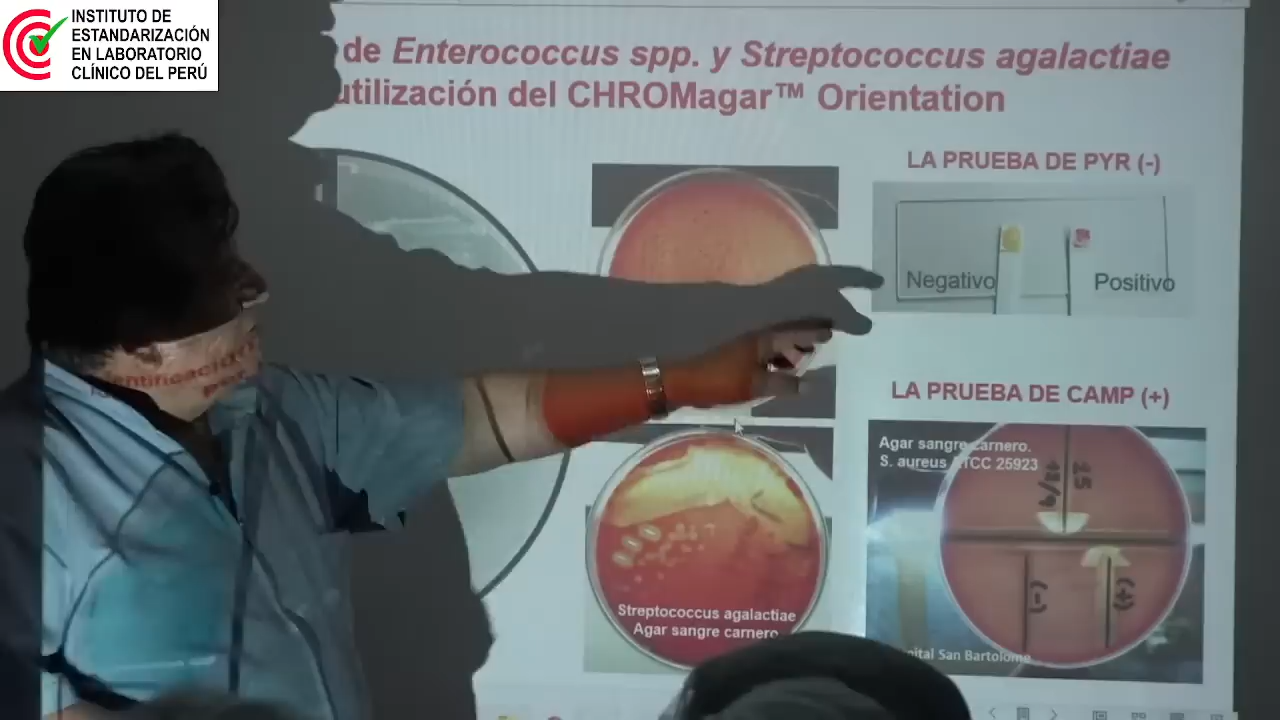 INSTITUTO DE
ESTANDARIZACIÓN
EN LABORATORIO
CLÍNICO DEL PERÚ
de Enterococcus spp. y Streptococcus agalactiae
utilización del CHROMagar™ Orientation
LA PRUEBA DE PYR (-)
Negativo
Positivo
LA PRUEBA DE CAMP (+)
Agar sangre carnero.
S. aureus ATCC 25923
25
(-)
(+)
Streptococcus agalactiae
Agar sangre carnero
San Bartolome